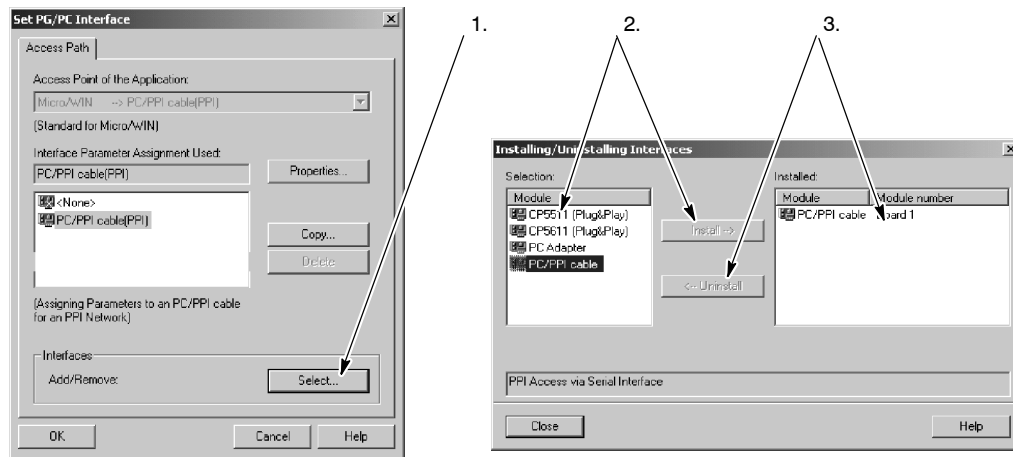 Set PG/PC Interface
1.
2.
3.
Access Path
Access Point of the Application:
Micro/WIN --> PC/PPI cable(PPI)
(Standard for Micro/WIN)
Interface Parameter Assignment Used:
PC/PPI cable(PPI)
Properties...
<None>
PC/PPI cable(PPI)
Copy...
Delete
(Assigning Parameters to an PC/PPI cable
for an PPI Network)
Interfaces
Add/Remove:
Select...
OK
Cancel
Help
Installing/Uninstalling Interfaces
Selection:
Installed:
Module
Module
Module number
CP5511 (Plug&Play)
CP5611 (Plug&Play)
PC Adapter
PC/PPI cable
Install -->
<-- Uninstall
PC/PPI cable
Board 1
PPI Access via Serial Interface
Close
Help